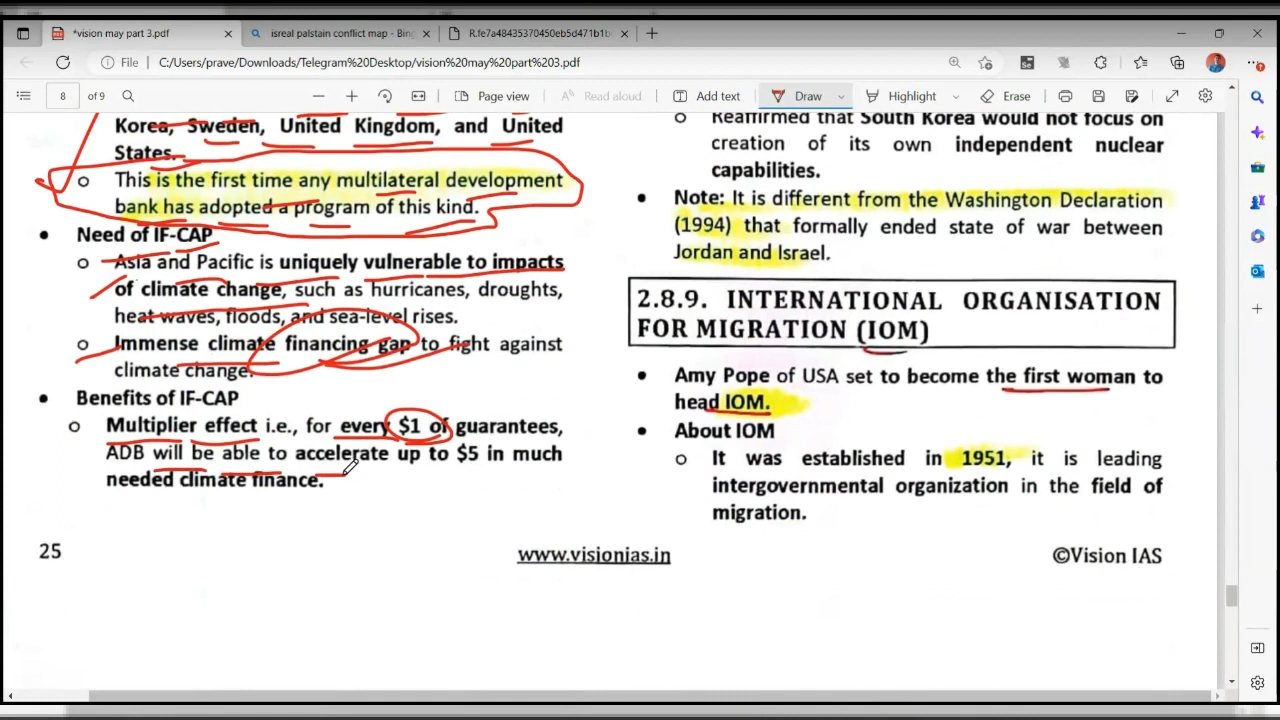 *vision may part 3.pdf
isreal palstain conflict map - Bing
R.fe7a48435370450eb5d471b1b
File
C:/Users/prave/Downloads/Telegram%20Desktop/vision%20may%20part%203.pdf
8 of 9
Page view
Read aloud
Add text
Draw
Highlight
Erase
Korea, Sweden, United Kingdom, and United
States.
o This is the first time any multilateral development
bank has adopted a program of this kind.
• Need of IF-CAP
o Asia and Pacific is uniquely vulnerable to impacts
of climate change, such as hurricanes, droughts,
heat waves, floods, and sea-level rises.
o Immense climate financing gap to fight against
climate change.
• Benefits of IF-CAP
o Multiplier effect i.e., for every $1 of guarantees,
ADB will be able to accelerate up to $5 in much
needed climate finance.
o Reaffirmed that South Korea would not focus on
creation of its own independent nuclear
capabilities.
• Note: It is different from the Washington Declaration
(1994) that formally ended state of war between
Jordan and Israel.
2.8.9. INTERNATIONAL ORGANISATION
FOR MIGRATION (IOM)
• Amy Pope of USA set to become the first woman to
head IOM.
• About IOM
o It was established in 1951, it is leading
intergovernmental organization in the field of
migration.
25
www.visionias.in
©Vision IAS